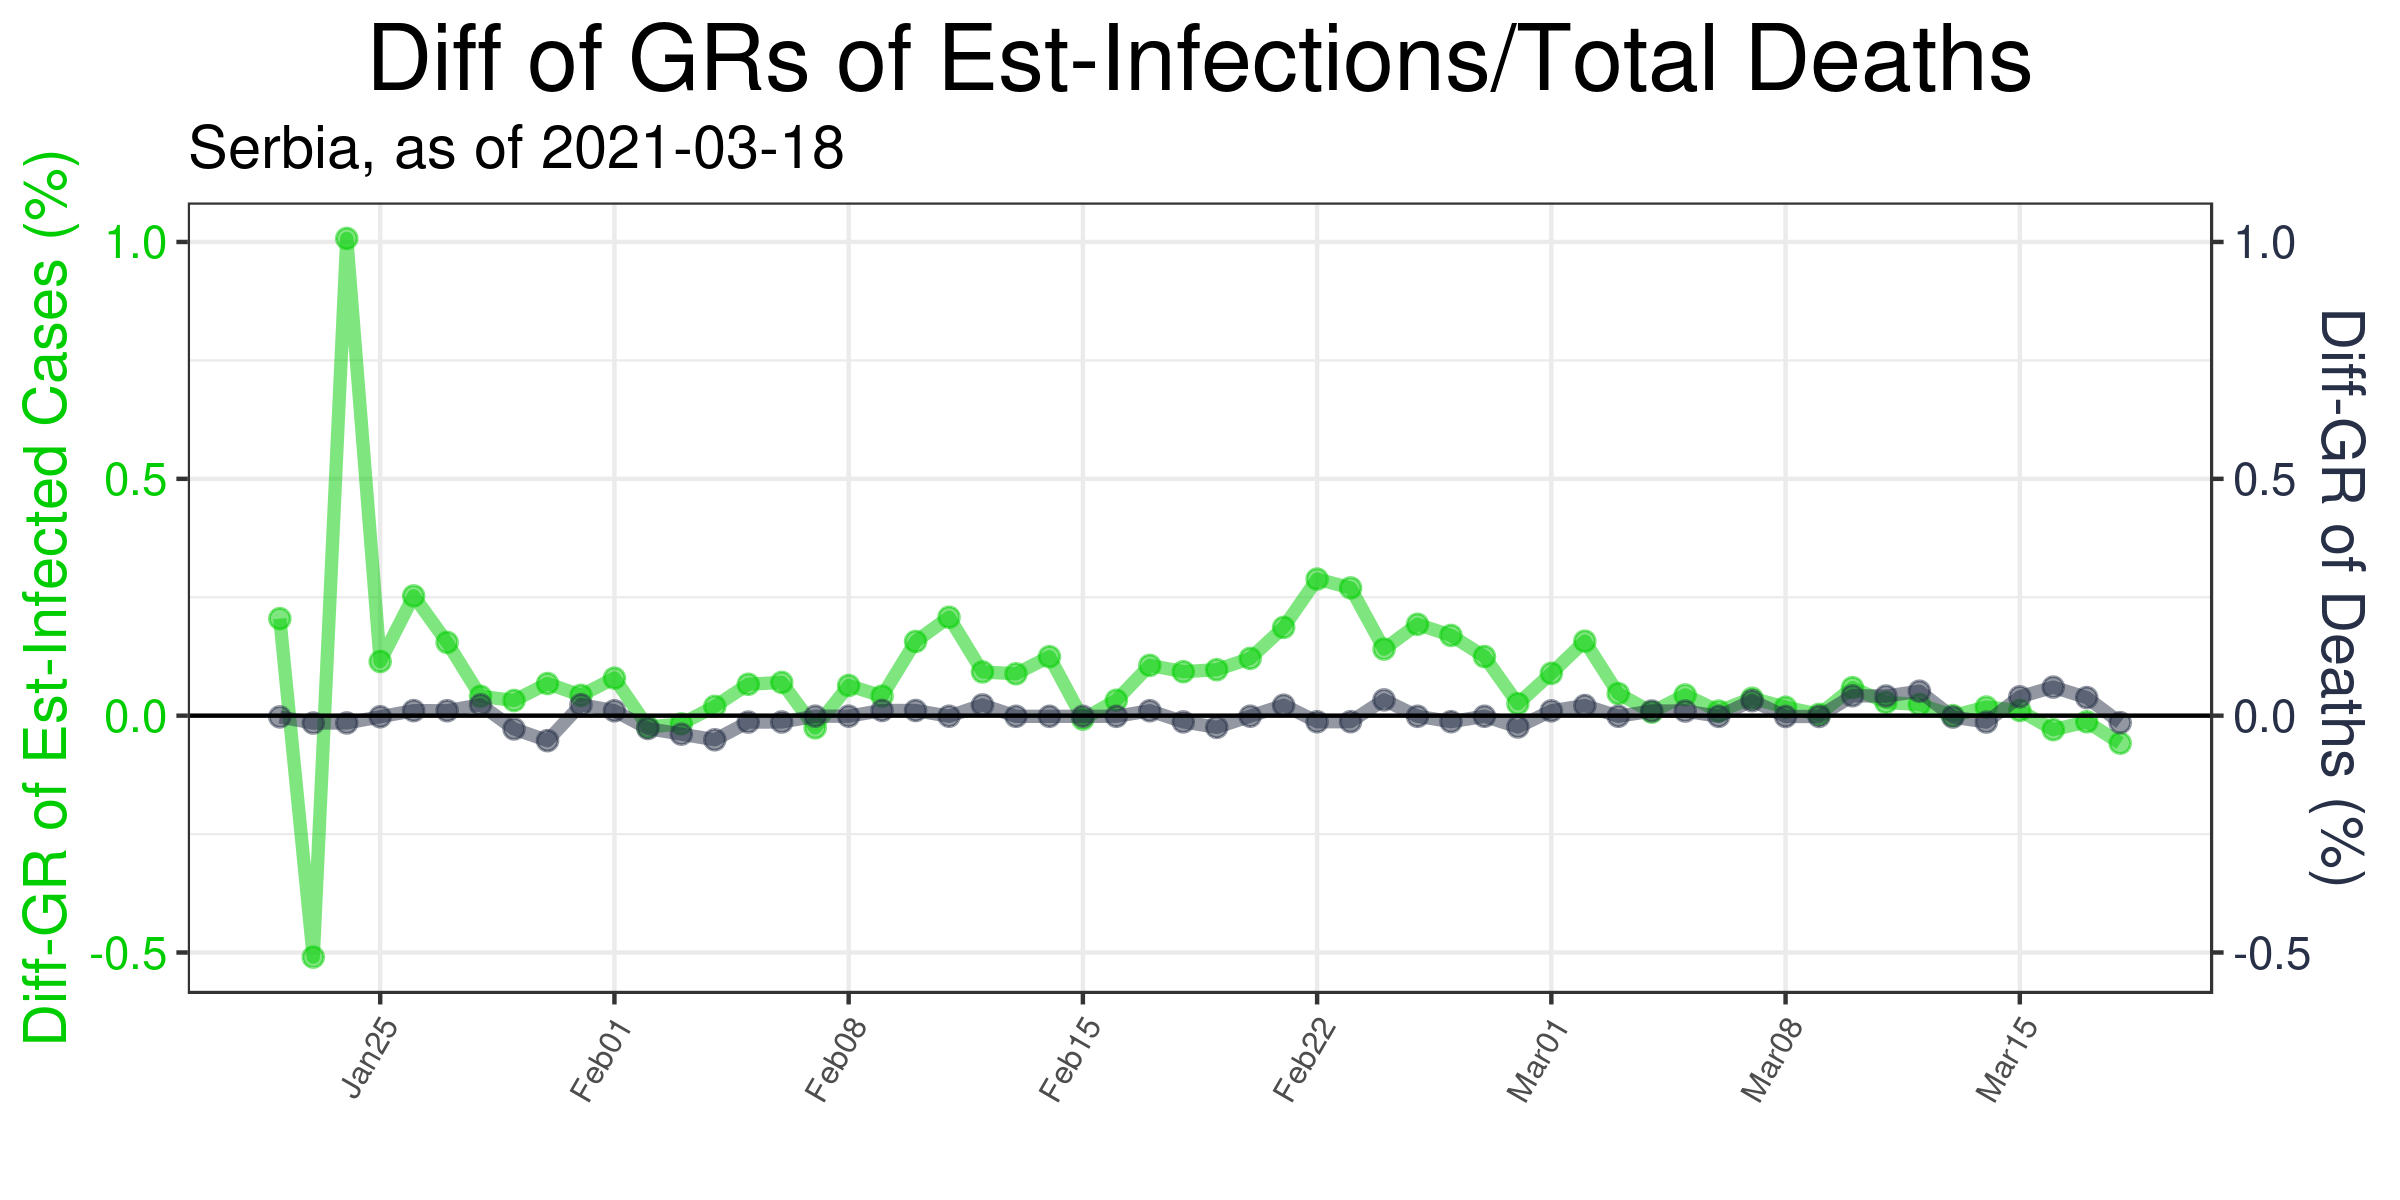 Diff of GRs of Est-Infections/Total Deaths
Serbia, as of 2021-03-18
Diff-GR of Est-Infected Cases (%)
1.0
0.5
0.0
-0.5
1.0
0.5
0.0
-0.5
Diff-GR of Deaths (%)
Jan25
Feb01
Feb08
Feb15
Feb22
Mar01
Mar08
Mar15